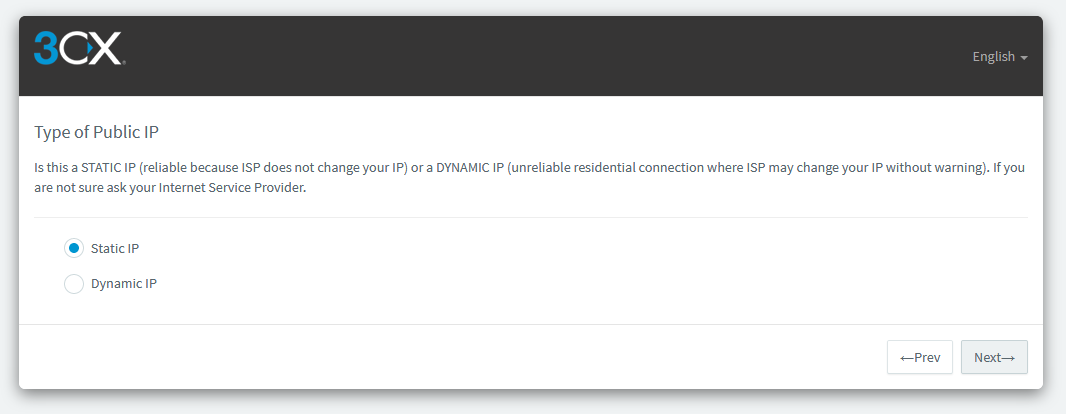 3CX
English
Type of Public IP
Is this a STATIC IP (reliable because ISP does not change your IP) or a DYNAMIC IP (unreliable residential connection where ISP may change your IP without warning). If you
are not sure ask your Internet Service Provider.
Static IP
Dynamic IP
←Prev Next→